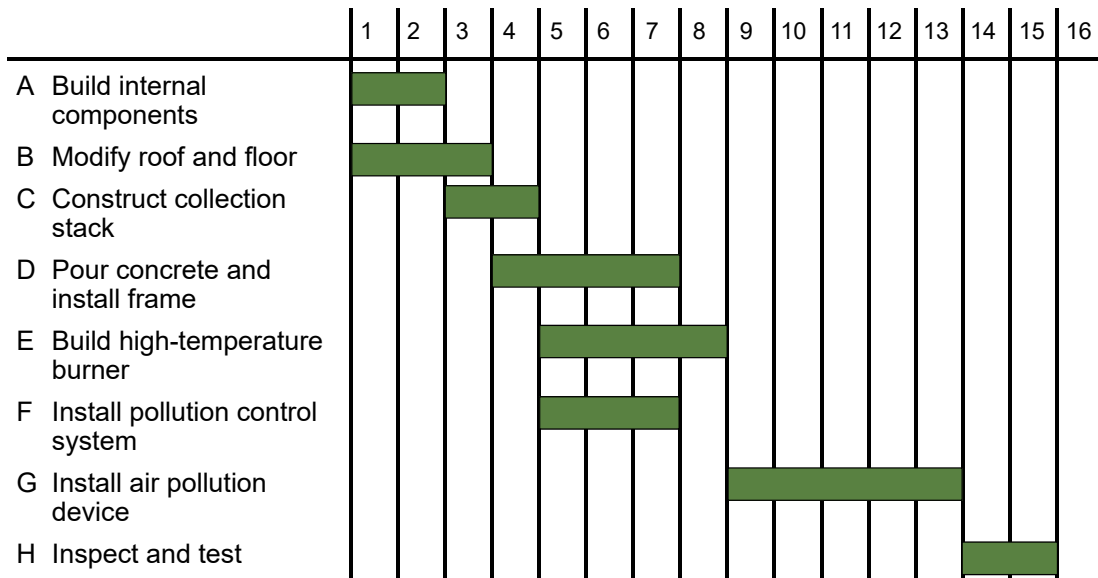 1 2 3 4 5 6 7 8 9 10 11 12 13 14 15 16
A Build internal
components
B Modify roof and floor
C Construct collection
stack
D Pour concrete and
install frame
E Build high-temperature
burner
F Install pollution control
system
G Install air pollution
device
H Inspect and test